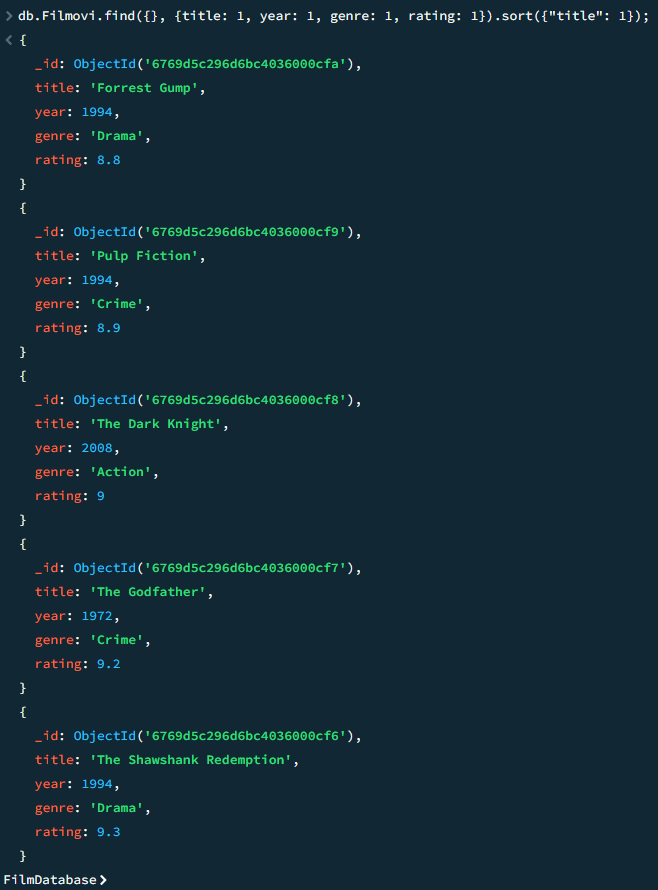 > db.Filmovi.find({}, {title: 1, year: 1, genre: 1, rating: 1}).sort({"title": 1});
< {
_id: ObjectId('6769d5c296d6bc4036000cfa'),
title: 'Forrest Gump',
year: 1994,
genre: 'Drama',
rating: 8.8
}
{
_id: ObjectId('6769d5c296d6bc4036000cf9'),
title: 'Pulp Fiction',
year: 1994,
genre: 'Crime',
rating: 8.9
}
{
_id: ObjectId('6769d5c296d6bc4036000cf8'),
title: 'The Dark Knight',
year: 2008,
genre: 'Action',
rating: 9
}
{
_id: ObjectId('6769d5c296d6bc4036000cf7'),
title: 'The Godfather',
year: 1972,
genre: 'Crime',
rating: 9.2
}
{
_id: ObjectId('6769d5c296d6bc4036000cf6'),
title: 'The Shawshank Redemption',
year: 1994,
genre: 'Drama',
rating: 9.3
}
FilmDatabase>